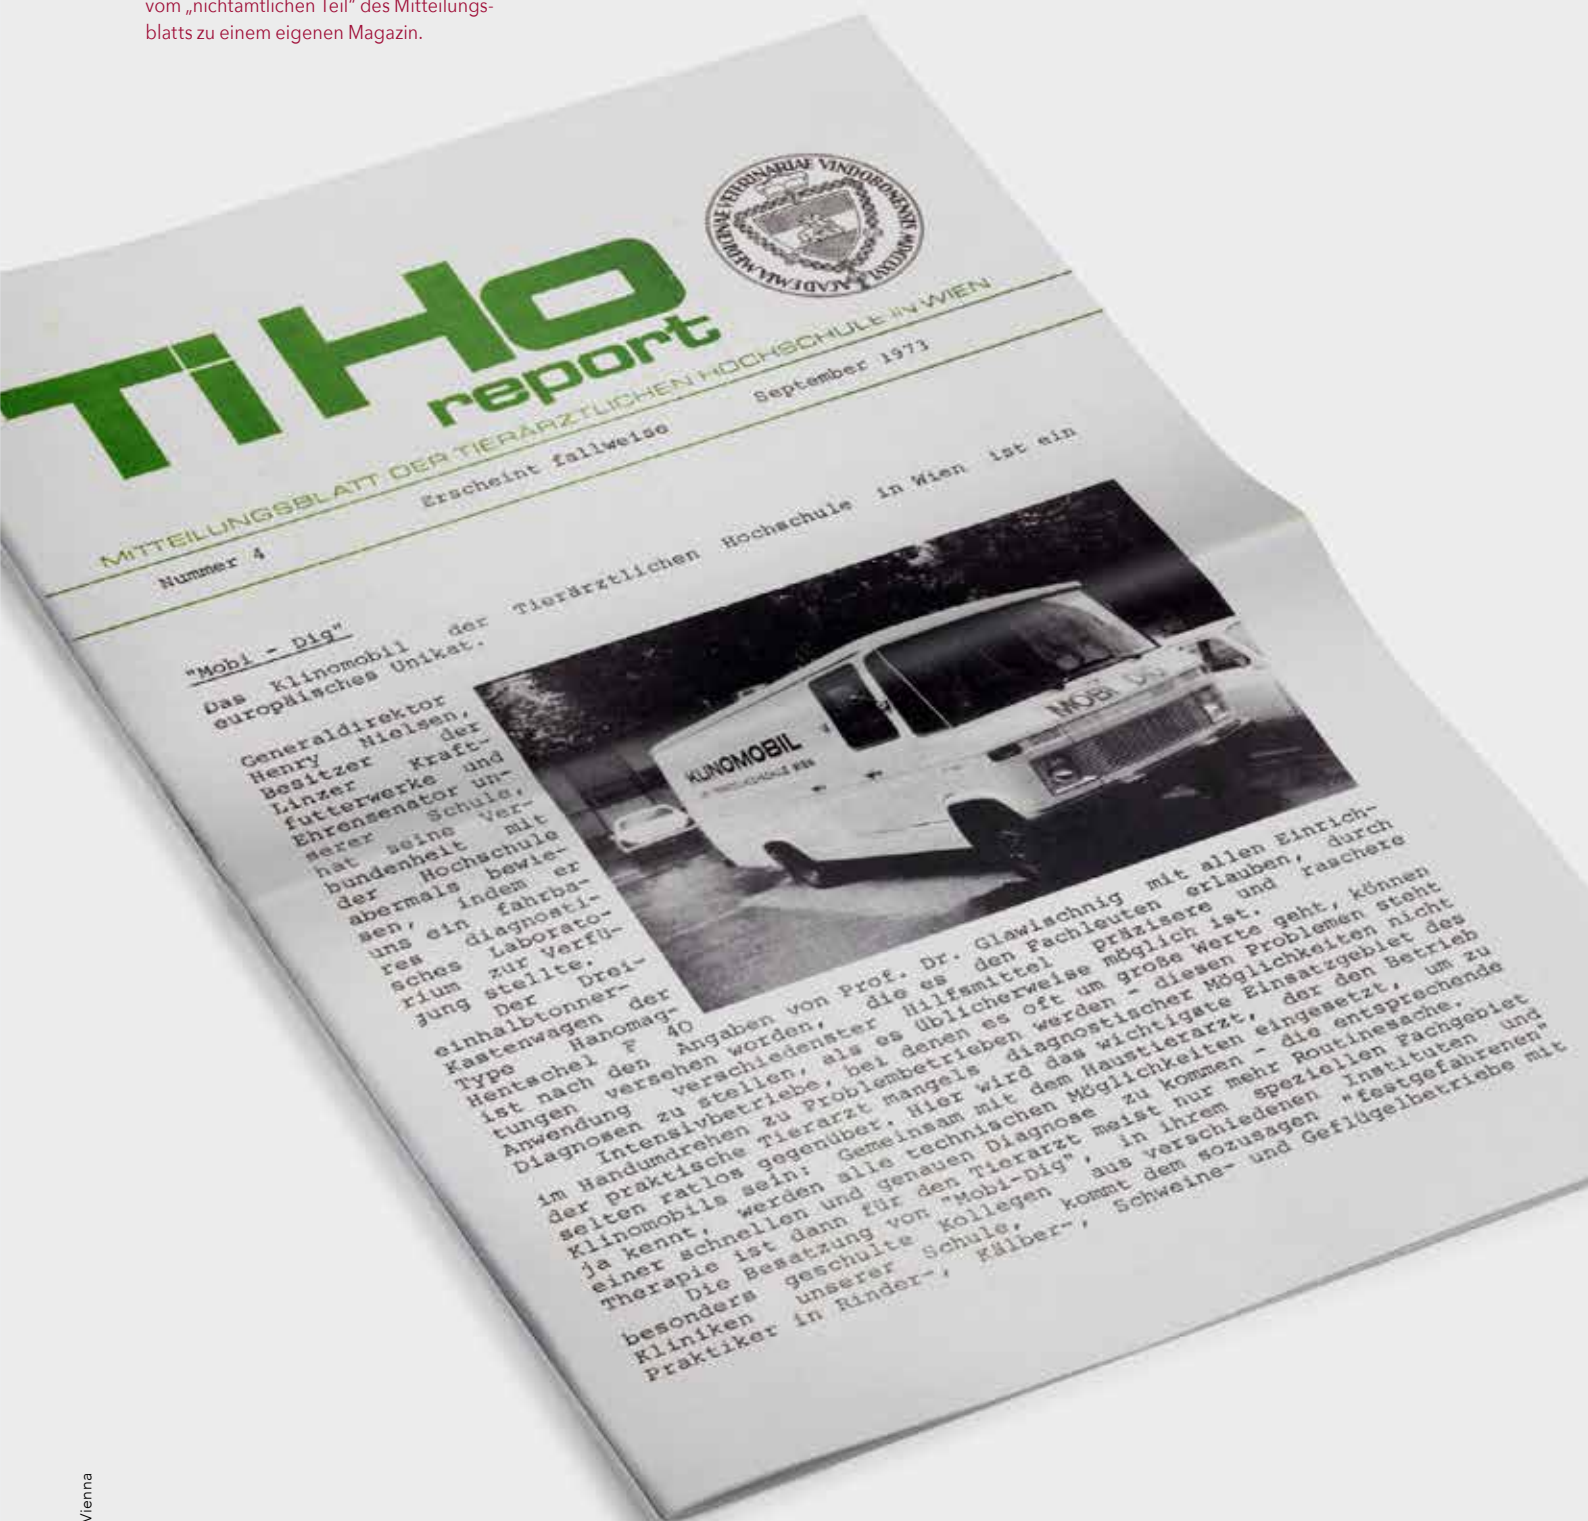 vom „nichtamtlichen Teil“ des Mitteilungs-
blatts zu einem eigenen Magazin.
ACADEMIA MEDICINAE VETERINARIAE VINDOBONENSIS
TiHo
report
MITTEILUNGSBLATT DER TIERÄRZTLICHEN HOCHSCHULE IN WIEN
Nummer 4 Erscheint fallweise September 1973
"Mobi - Dig"
Das Klinomobil der Tierärztlichen Hochschule in Wien ist ein
europäisches Unikat.
Generaldirektor
Henry Nielsen,
Besitzer der
Linzer Kraft-
futterwerke und
Ehrensenator un-
serer Schule,
hat seine Ver-
bundenheit mit
der Hochschule
abermals bewie-
sen, indem er
uns ein fahrba-
res diagnosti-
sches Laborato-
rium zur Verfü-
gung stellte.
Der Drei-
einhalbtonner-
Kastenwagen der
Type Hanomag-
Hentschel F 40
KLINOMOBIL
MOBI DIG
ist nach den Angaben von Prof. Dr. Glawischnig mit allen Einrich-
tungen versehen worden, die es den Fachleuten erlauben, durch
Anwendung verschiedenster Hilfsmittel präzisere und raschere
Diagnosen zu stellen, als es üblicherweise möglich ist.
Intensivbetriebe, bei denen es oft um große Werte geht, können
im Handumdrehen zu Problembetrieben werden - diesen Problemen steht
der praktische Tierarzt mangels diagnostischer Möglichkeiten nicht
selten ratlos gegenüber. Hier wird das wichtigste Einsatzgebiet des
Klinomobils sein: Gemeinsam mit dem Haustierarzt, der den Betrieb
ja kennt, werden alle technischen Möglichkeiten eingesetzt, um zu
einer schnellen und genauen Diagnose zu kommen - die entsprechende
Therapie ist dann für den Tierarzt meist nur mehr Routinesache.
Die Besatzung von "Mobi-Dig", in ihrem speziellen Fachgebiet
besonders geschulte Kollegen aus verschiedenen Instituten und
Kliniken unserer Schule, kommt dem sozusagen "festgefahrenen"
Praktiker in Rinder-, Kälber-, Schweine- und Geflügelbetriebe mit
Vienna